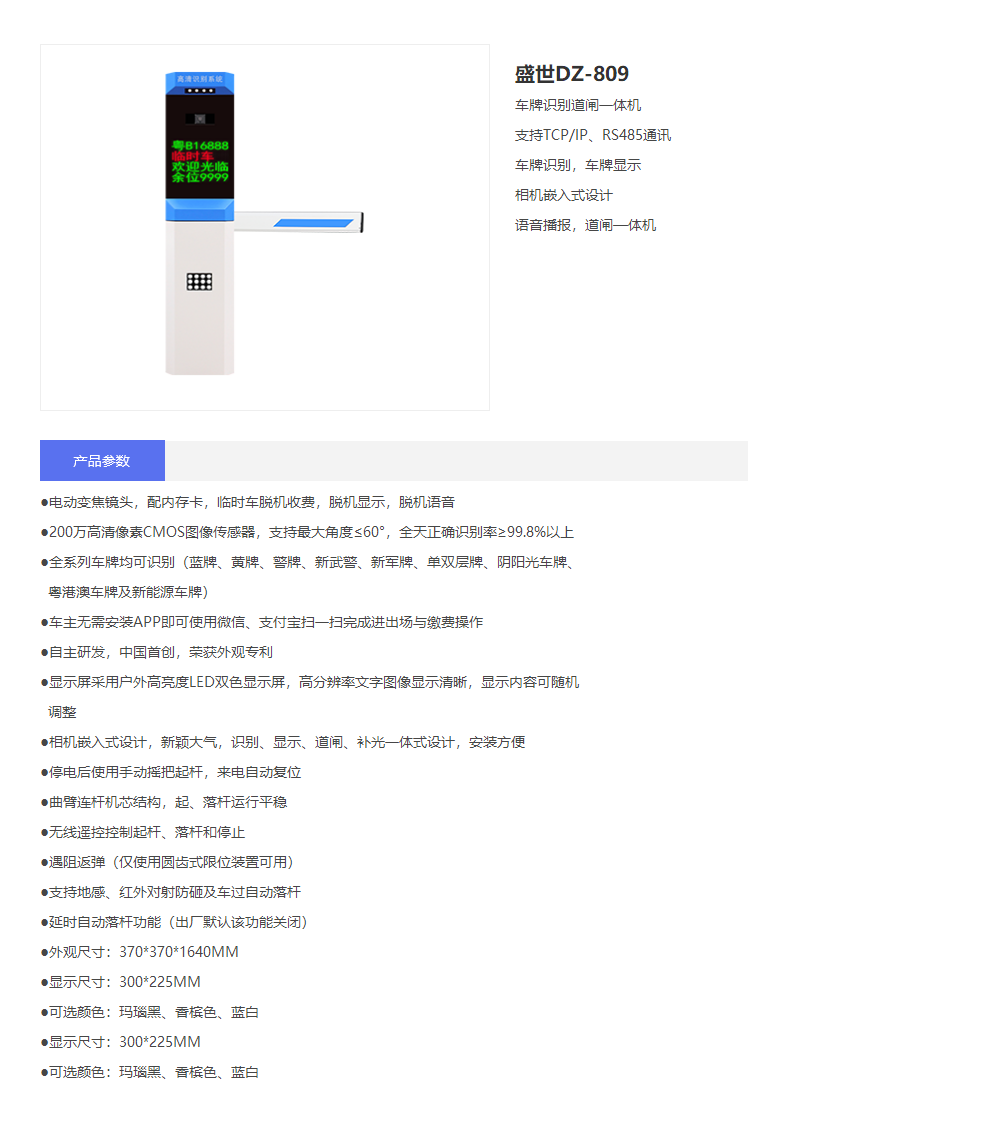 高清识别系统
粤B16888
临时车
欢迎光临
余位9999
盛世DZ-809
车牌识别道闸一体机
支持TCP/IP、RS485通讯
车牌识别，车牌显示
相机嵌入式设计
语音播报，道闸一体机
产品参数
●电动变焦镜头，配内存卡，临时车脱机收费，脱机显示，脱机语音
●200万高清像素CMOS图像传感器，支持最大角度≤60°，全天正确识别率≥99.8%以上
●全系列车牌均可识别（蓝牌、黄牌、警牌、新武警、新军牌、单双层牌、阴阳光车牌、
粤港澳车牌及新能源车牌）
●车主无需安装APP即可使用微信、支付宝扫一扫完成进出场与缴费操作
●自主研发，中国首创，荣获外观专利
●显示屏采用户外高亮度LED双色显示屏，高分辨率文字图像显示清晰，显示内容可随机
调整
●相机嵌入式设计，新颖大气，识别、显示、道闸、补光一体式设计，安装方便
●停电后使用手动摇把起杆，来电自动复位
●曲臂连杆机芯结构，起、落杆运行平稳
●无线遥控控制起杆、落杆和停止
●遇阻返弹（仅使用圆齿式限位装置可用）
●支持地感、红外对射防砸及车过自动落杆
●延时自动落杆功能（出厂默认该功能关闭）
●外观尺寸：370*370*1640MM
●显示尺寸：300*225MM
●可选颜色：玛瑙黑、香槟色、蓝白
●显示尺寸：300*225MM
●可选颜色：玛瑙黑、香槟色、蓝白